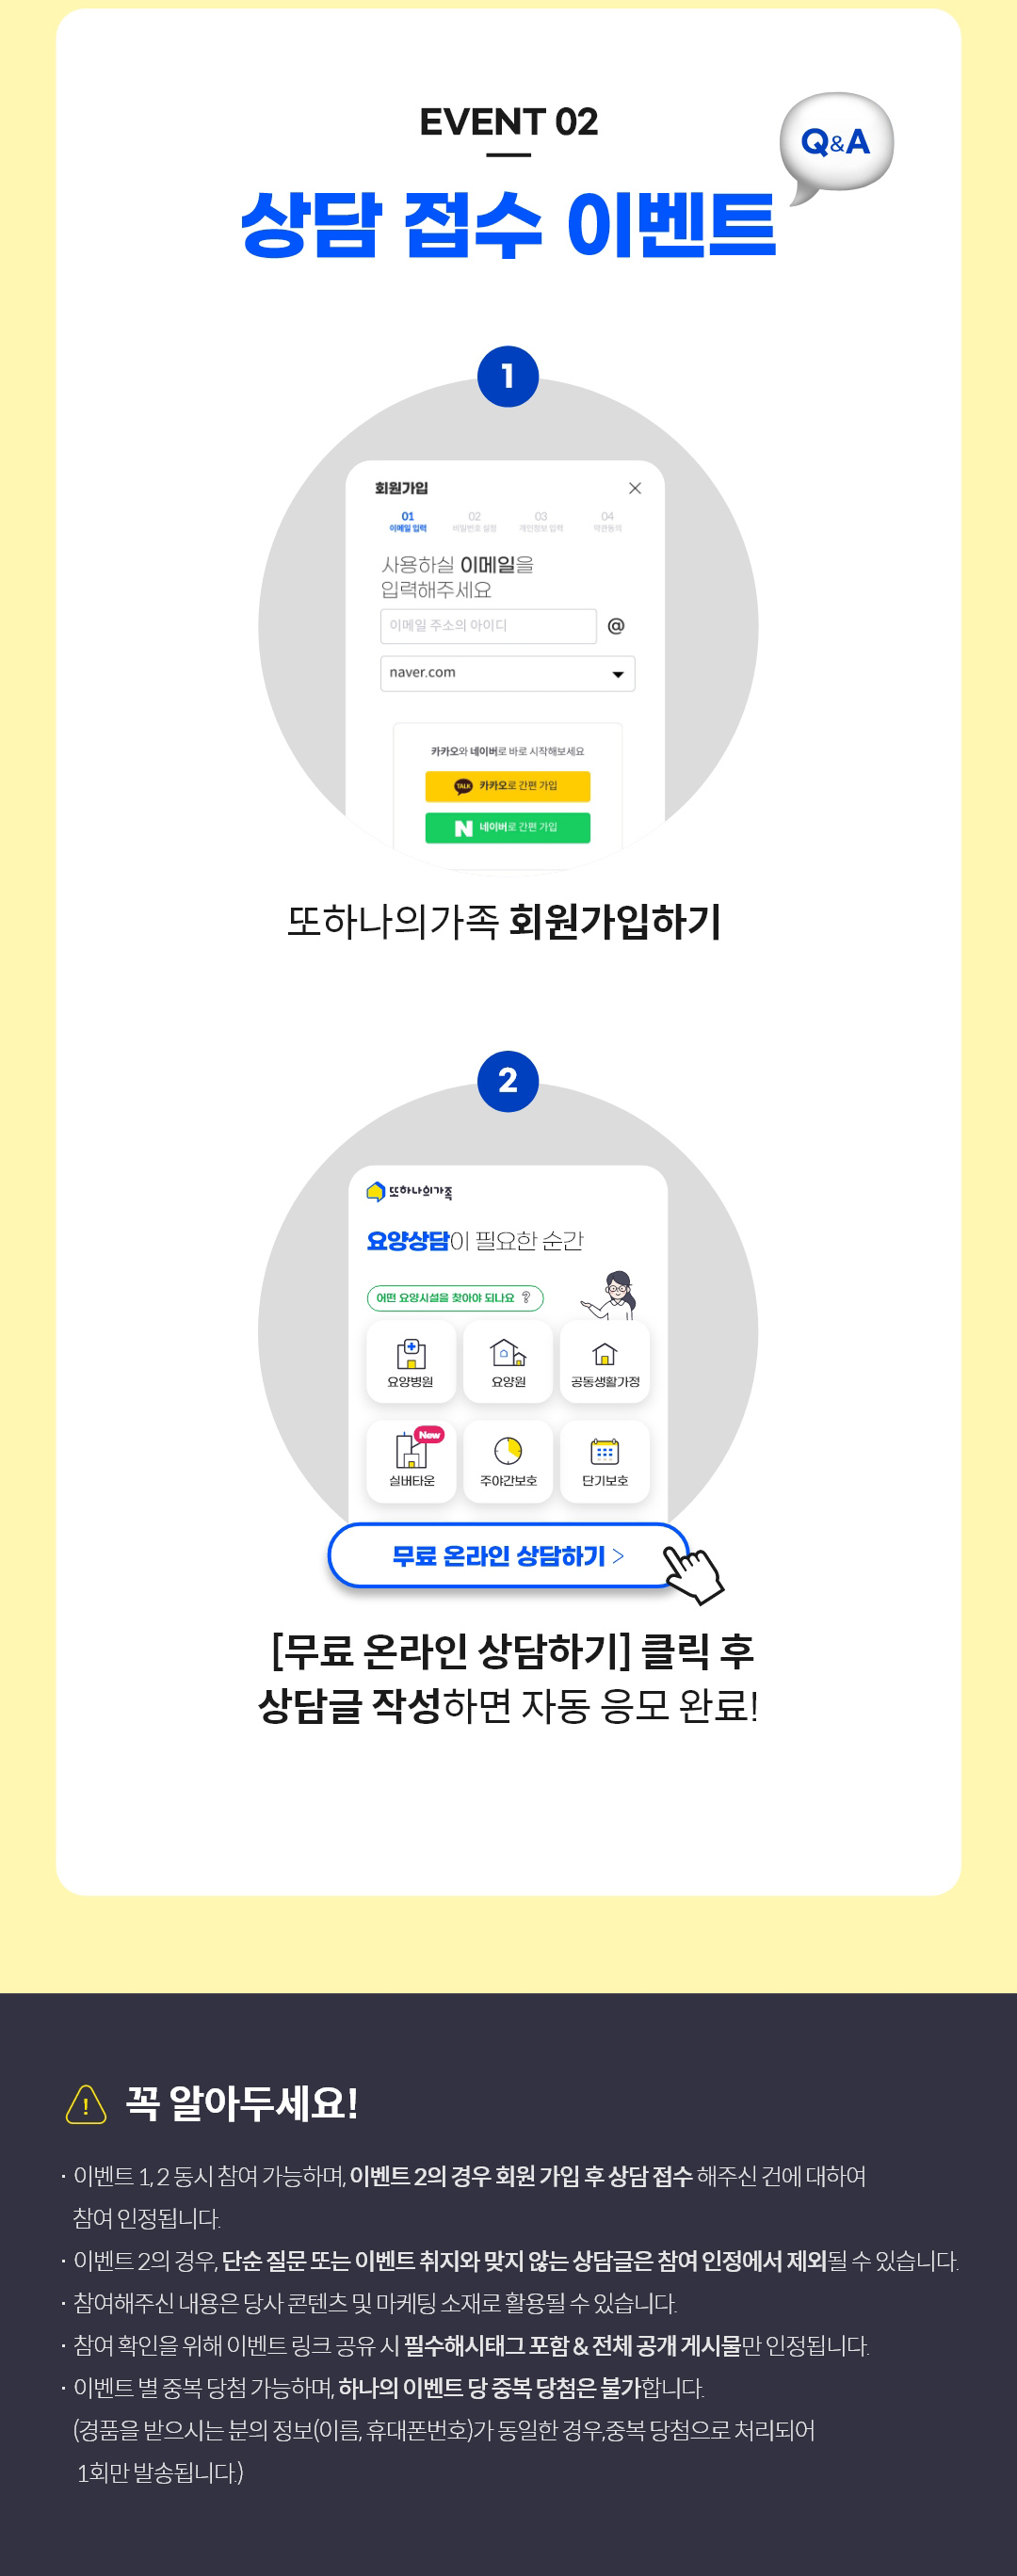 EVENT 02
Q&A
상담 접수 이벤트
1
회원가입
01 02 03 04
이메일 입력 비밀번호 설정 개인정보 입력 약관동의
사용하실 이메일을
입력해주세요
이메일 주소의 아이디 @
naver.com
카카오와 네이버로 바로 시작해보세요
TALK 카카오로 간편 가입
N 네이버로 간편 가입
또하나의가족 회원가입하기
2
또하나의가족
요양상담이 필요한 순간
어떤 요양시설을 찾아야 되나요 ?
요양병원 요양원 공동생활가정
New
실버타운 주야간보호 단기보호
무료 온라인 상담하기 >
[무료 온라인 상담하기] 클릭 후
상담글 작성하면 자동 응모 완료!
! 꼭 알아두세요!
· 이벤트 1, 2 동시 참여 가능하며, 이벤트 2의 경우 회원 가입 후 상담 접수 해주신 건에 대하여
참여 인정됩니다.
· 이벤트 2의 경우, 단순 질문 또는 이벤트 취지와 맞지 않는 상담글은 참여 인정에서 제외될 수 있습니다.
· 참여해주신 내용은 당사 콘텐츠 및 마케팅 소재로 활용될 수 있습니다.
· 참여 확인을 위해 이벤트 링크 공유 시 필수해시태그 포함 & 전체 공개 게시물만 인정됩니다.
· 이벤트 별 중복 당첨 가능하며, 하나의 이벤트 당 중복 당첨은 불가합니다.
(경품을 받으시는 분의 정보(이름, 휴대폰번호)가 동일한 경우,중복 당첨으로 처리되어
1회만 발송됩니다.)